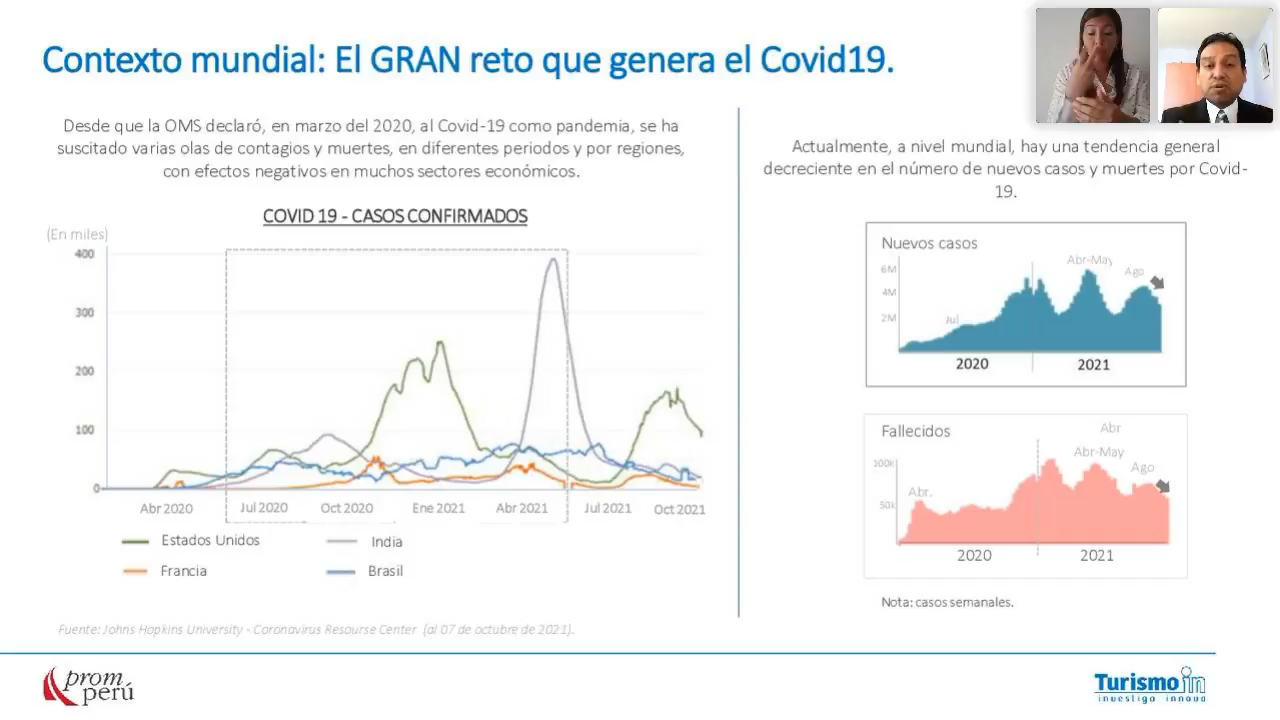 Contexto mundial: El GRAN reto que genera el Covid19.
Desde que la OMS declaró, en marzo del 2020, al Covid-19 como pandemia, se ha
suscitado varias olas de contagios y muertes, en diferentes periodos y por regiones,
con efectos negativos en muchos sectores económicos.
COVID 19 - CASOS CONFIRMADOS
(En miles)
400
300
200
100
0
Abr 2020 Jul 2020 Oct 2020 Ene 2021 Abr 2021 Jul 2021 Oct 2021
Estados Unidos India
Francia Brasil
Fuente: Johns Hopkins University - Coronavirus Resourse Center (al 07 de octubre de 2021).
Actualmente, a nivel mundial, hay una tendencia general
decreciente en el número de nuevos casos y muertes por Covid-
19.
Nuevos casos
Abr-May
Ago
6M
4M
2M
Jul
2020 2021
Fallecidos
Abr
Abr-May
Ago
100k
Abr.
50k
2020 2021
Nota: casos semanales.
prom
perú
Turismo in
investiga innova